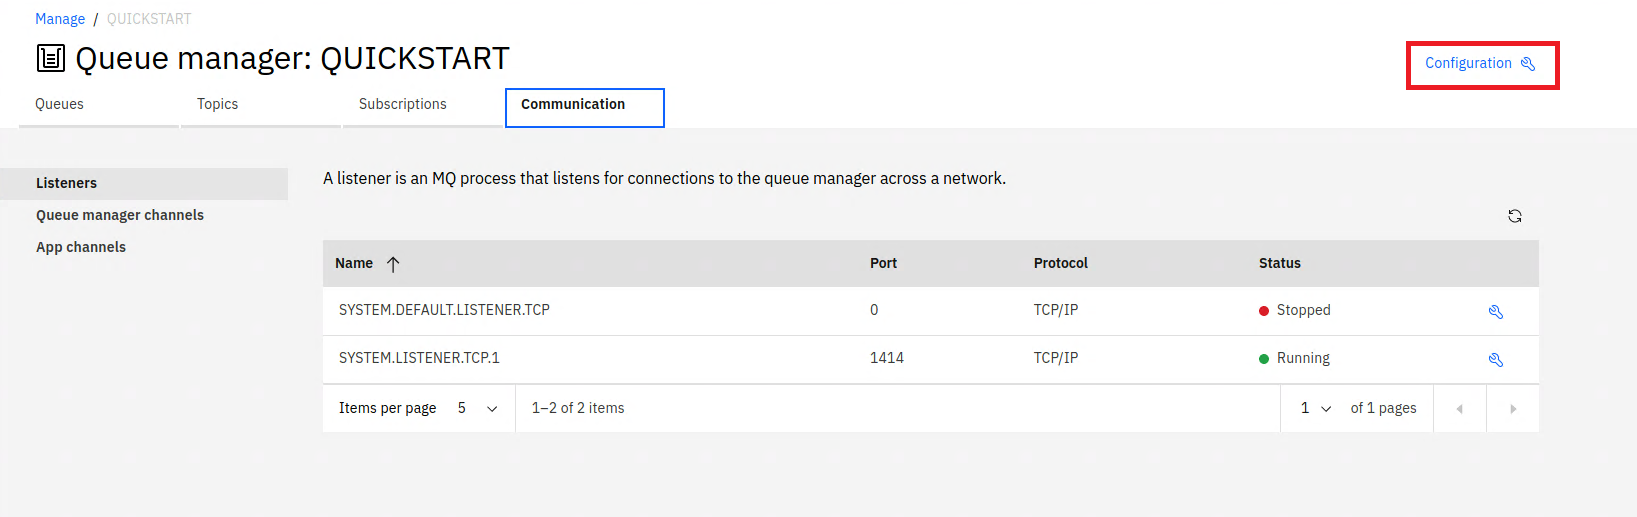 Manage / QUICKSTART
Queue manager: QUICKSTART
Configuration
Queues Topics Subscriptions Communication
Listeners
Queue manager channels
App channels
A listener is an MQ process that listens for connections to the queue manager across a network.
Name Port Protocol Status
SYSTEM.DEFAULT.LISTENER.TCP 0 TCP/IP Stopped
SYSTEM.LISTENER.TCP.1 1414 TCP/IP Running
Items per page 5 1–2 of 2 items 1 of 1 pages